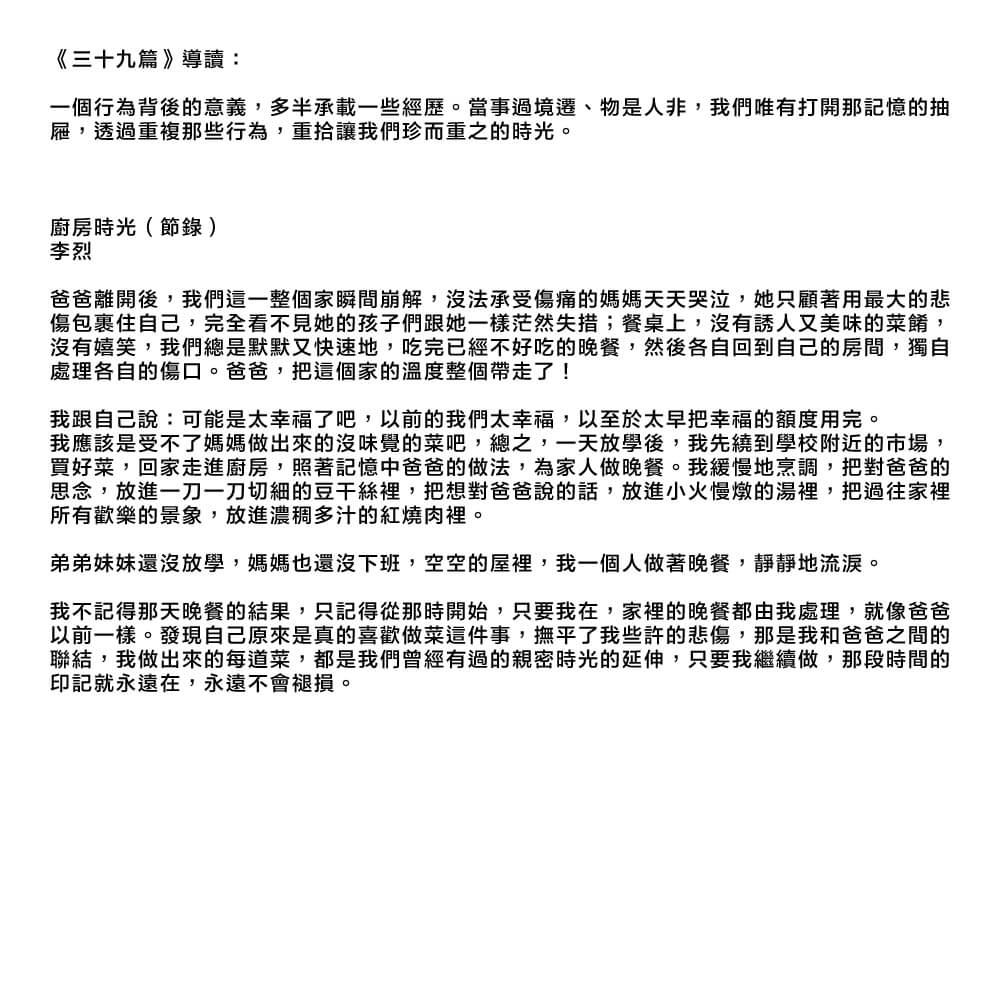 《三十九篇》導讀：
一個行為背後的意義，多半承載一些經歷。當事過境遷、物是人非，我們唯有打開那記憶的抽
屜，透過重複那些行為，重拾讓我們珍而重之的時光。
廚房時光（節錄）
李烈
爸爸離開後，我們這一整個家瞬間崩解，沒法承受傷痛的媽媽天天哭泣，她只顧著用最大的悲
傷包裹住自己，完全看不見她的孩子們跟她一樣茫然失措；餐桌上，沒有誘人又美味的菜餚，
沒有嬉笑，我們總是默默又快速地，吃完已經不好吃的晚餐，然後各自回到自己的房間，獨自
處理各自的傷口。爸爸，把這個家的溫度整個帶走了！
我跟自己說：可能是太幸福了吧，以前的我們太幸福，以至於太早把幸福的額度用完。
我應該是受不了媽媽做出來的沒味覺的菜吧，總之，一天放學後，我先繞到學校附近的市場，
買好菜，回家走進廚房，照著記憶中爸爸的做法，為家人做晚餐。我緩慢地烹調，把對爸爸的
思念，放進一刀一刀切細的豆干絲裡，把想對爸爸說的話，放進小火慢燉的湯裡，把過往家裡
所有歡樂的景象，放進濃稠多汁的紅燒肉裡。
弟弟妹妹還沒放學，媽媽也還沒下班，空空的屋裡，我一個人做著晚餐，靜靜地流淚。
我不記得那天晚餐的結果，只記得從那時開始，只要我在，家裡的晚餐都由我處理，就像爸爸
以前一樣。發現自己原來是真的喜歡做菜這件事，撫平了我些許的悲傷，那是我和爸爸之間的
聯結，我做出來的每道菜，都是我們曾經有過的親密時光的延伸，只要我繼續做，那段時間的
印記就永遠在，永遠不會褪損。